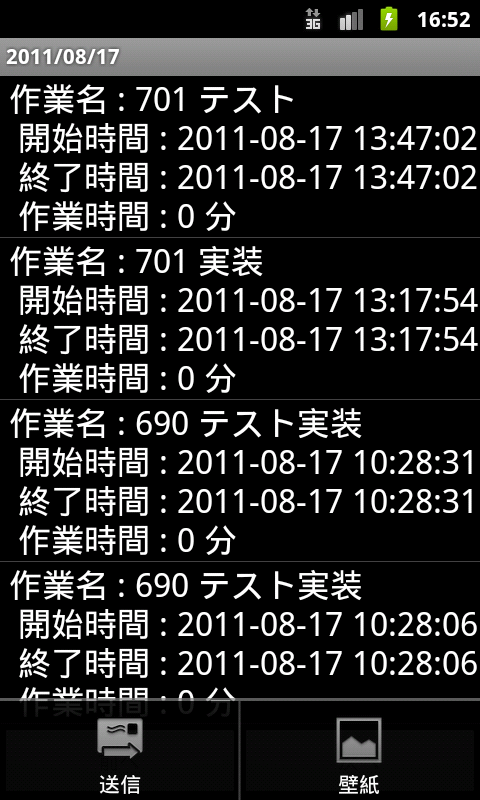 3G 16:52
2011/08/17
作業名 : 701 テスト
開始時間 : 2011-08-17 13:47:02
終了時間 : 2011-08-17 13:47:02
作業時間 : 0 分
作業名 : 701 実装
開始時間 : 2011-08-17 13:17:54
終了時間 : 2011-08-17 13:17:54
作業時間 : 0 分
作業名 : 690 テスト実装
開始時間 : 2011-08-17 10:28:31
終了時間 : 2011-08-17 10:28:31
作業時間 : 0 分
作業名 : 690 テスト実装
開始時間 : 2011-08-17 10:28:06
終了時間 : 2011-08-17 10:28:06
作業時間 : 0 分
送信
壁紙